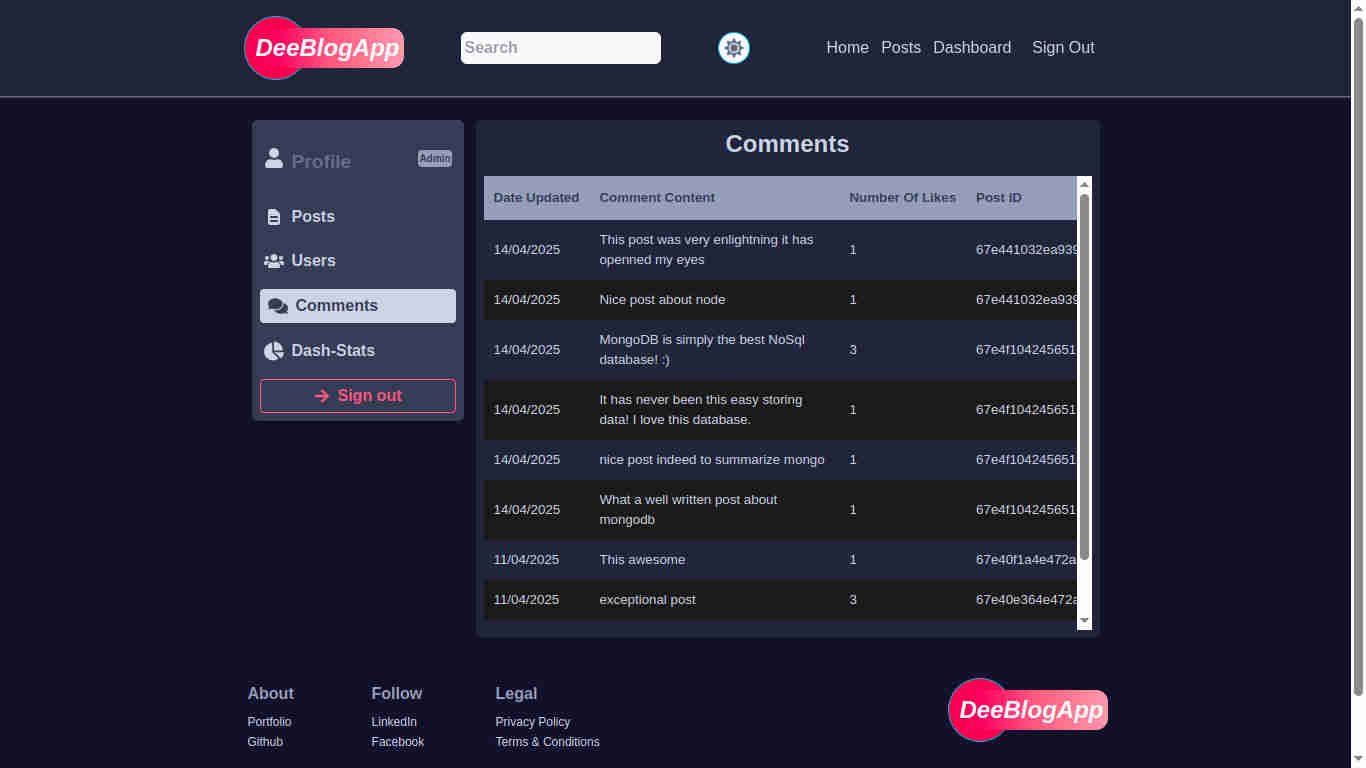 DeeBlogApp
Search
Home Posts Dashboard Sign Out
Profile Admin
Posts
Users
Comments
Dash-Stats
Sign out
Comments
Date Updated Comment Content Number Of Likes Post ID
14/04/2025 This post was very enlightning it has openned my eyes 1 67e441032ea939
14/04/2025 Nice post about node 1 67e441032ea939
14/04/2025 MongoDB is simply the best NoSql database! :) 3 67e4f104245651
14/04/2025 It has never been this easy storing data! I love this database. 1 67e4f104245651
14/04/2025 nice post indeed to summarize mongo 1 67e4f104245651
14/04/2025 What a well written post about mongodb 1 67e4f104245651
11/04/2025 This awesome 1 67e40f1a4e472a
11/04/2025 exceptional post 3 67e40e364e472a
About
Portfolio
Github
Follow
LinkedIn
Facebook
Legal
Privacy Policy
Terms & Conditions
DeeBlogApp